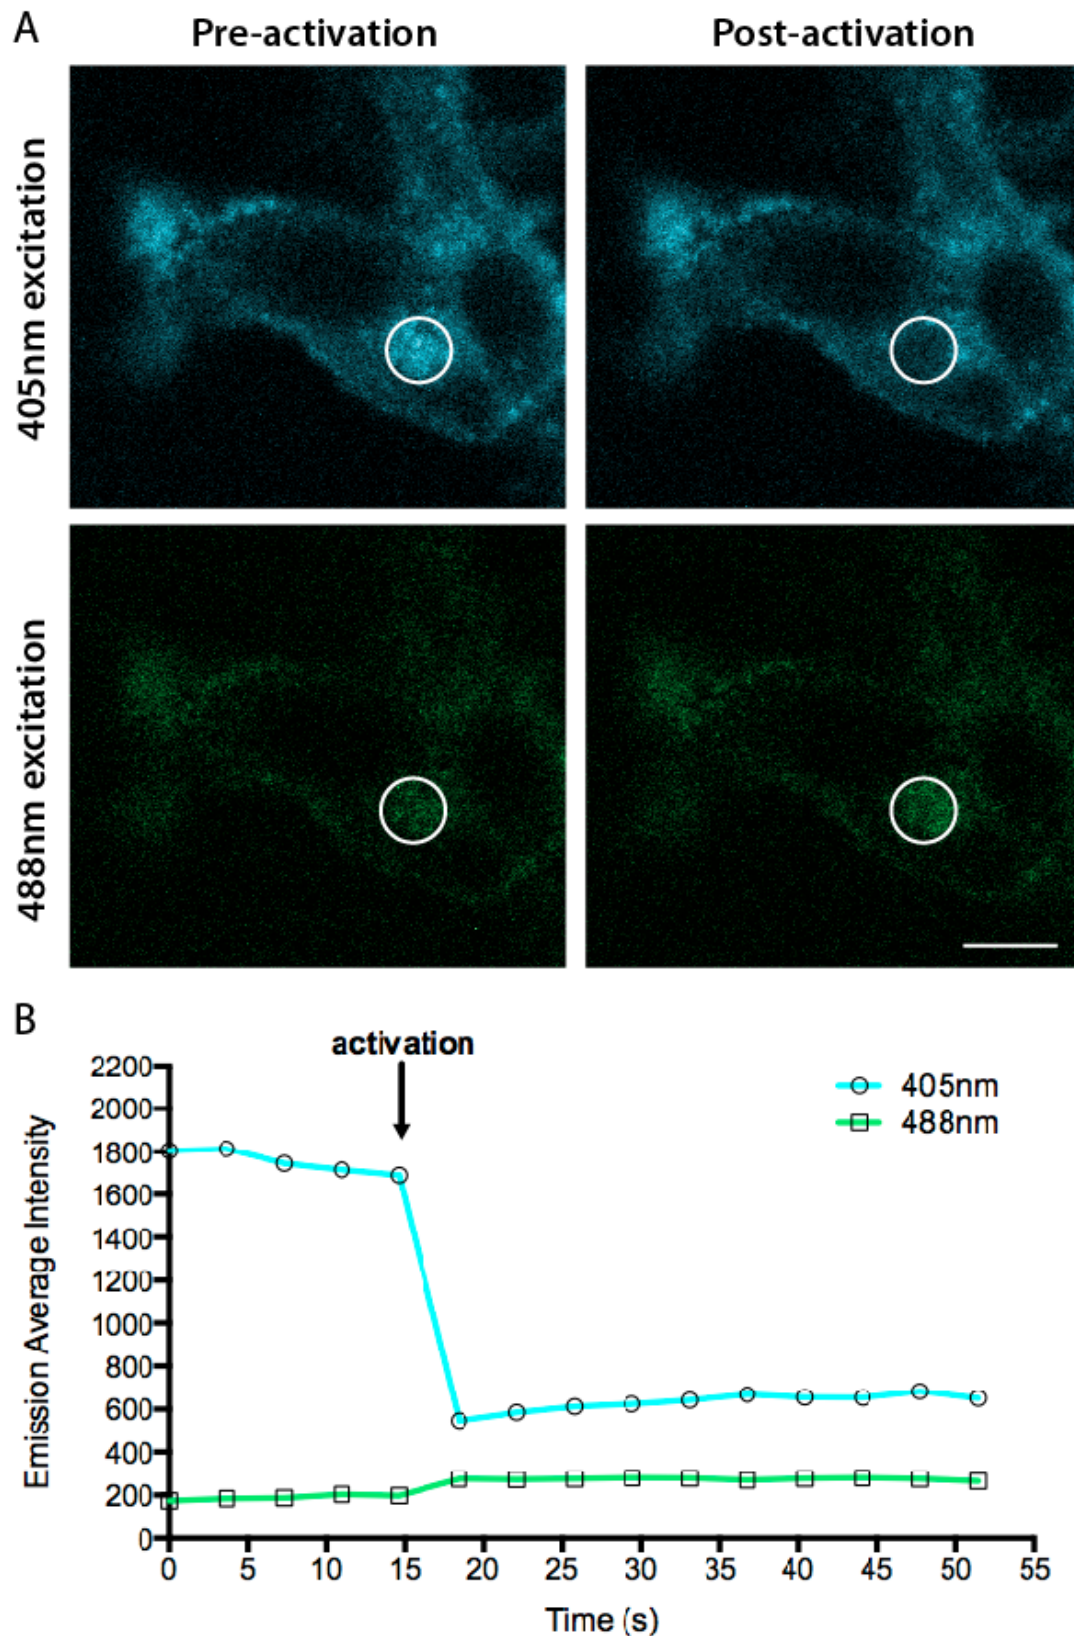 A
Pre-activation Post-activation
405nm excitation
488nm excitation
B
activation
405nm
488nm
Emission Average Intensity
2200
2000
1800
1600
1400
1200
1000
800
600
400
200
0
0 5 10 15 20 25 30 35 40 45 50 55
Time (s)